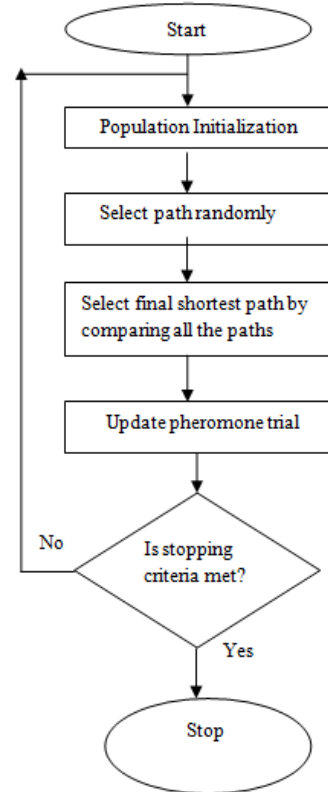 Start
Population Initialization
Select path randomly
Select final shortest path by
comparing all the paths
Update pheromone trial
Is stopping
criteria met?
No
Yes
Stop